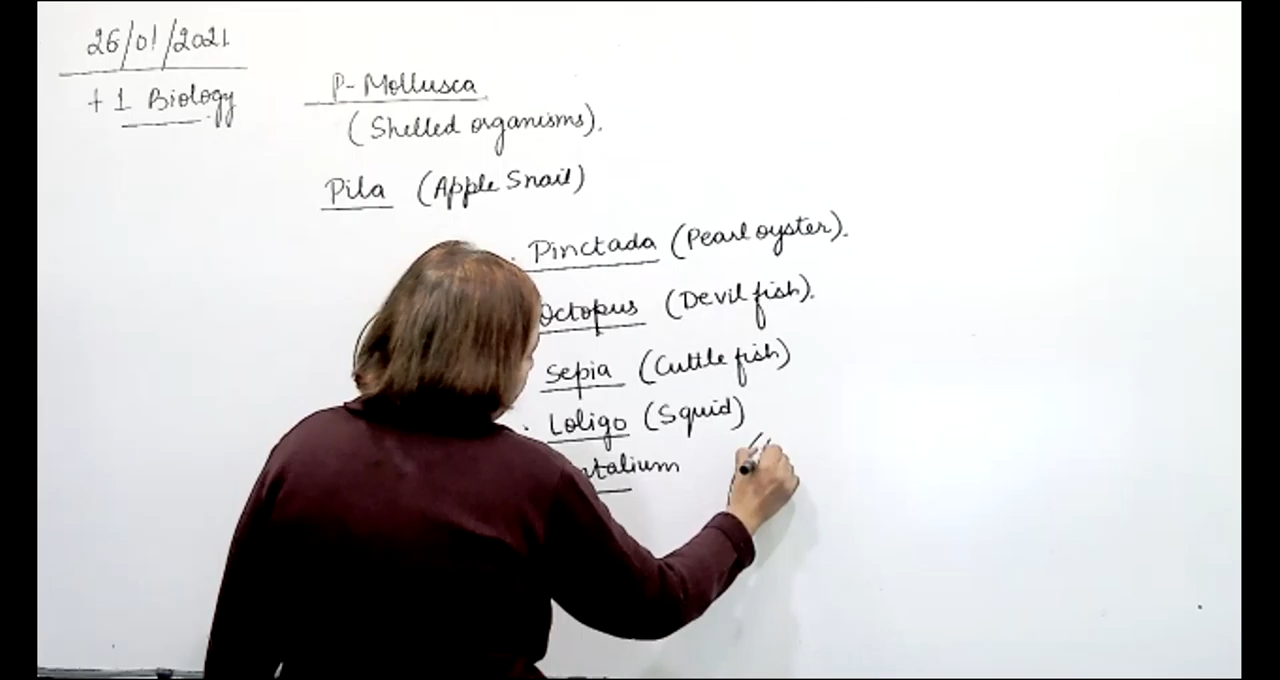 26/01/2021
+1 Biology
P-Mollusca
(Shelled organisms).
Pila (Apple Snail)
Pinctada (Pearl oyster).
Octopus (Devil fish).
Sepia (Cuttle fish)
Loligo (Squid)